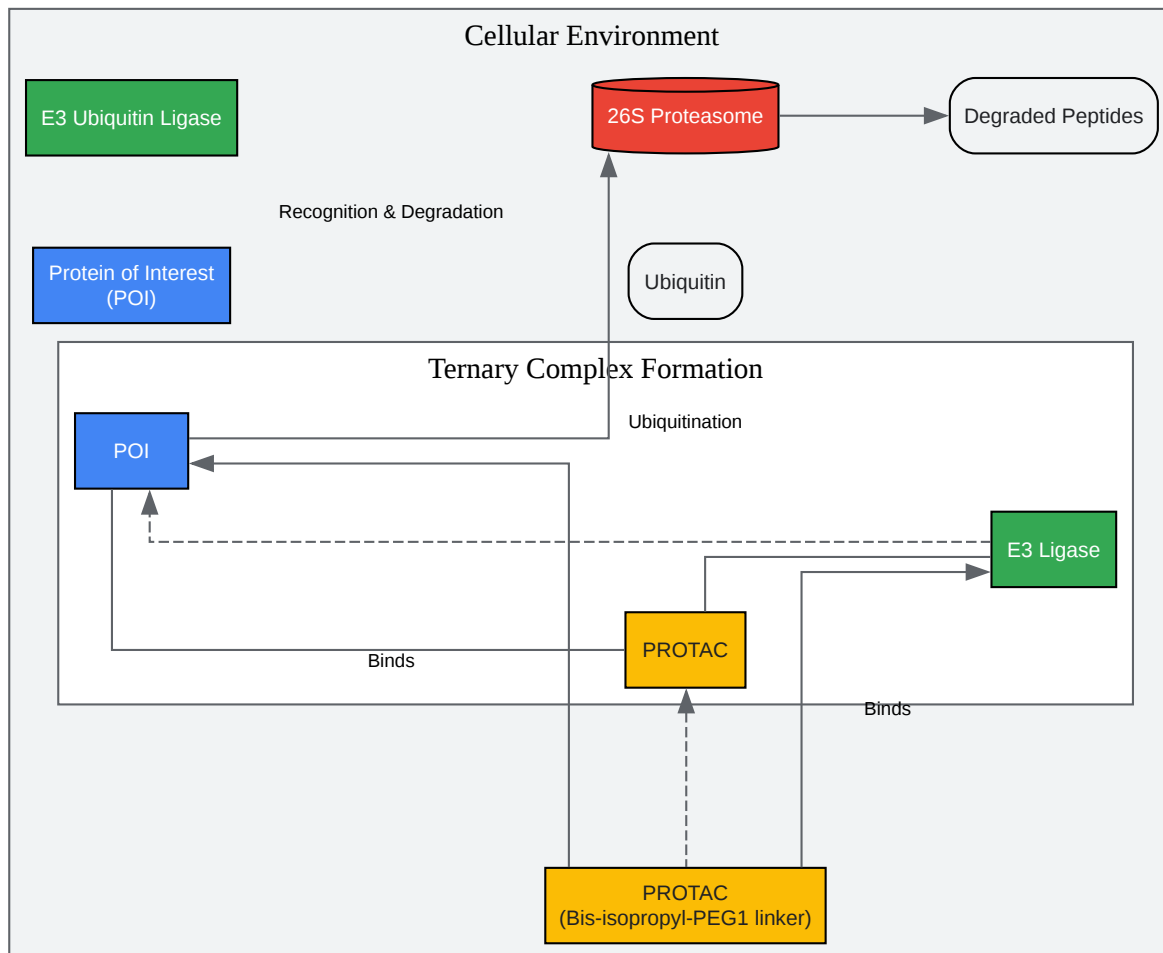 Cellular Environment
E3 Ubiquitin Ligase
26S Proteasome
Degraded Peptides
Recognition & Degradation
Protein of Interest
(POI)
Ubiquitin
Ternary Complex Formation
Ubiquitination
POI
E3 Ligase
PROTAC
Binds
Binds
PROTAC
(Bis-isopropyl-PEG1 linker)